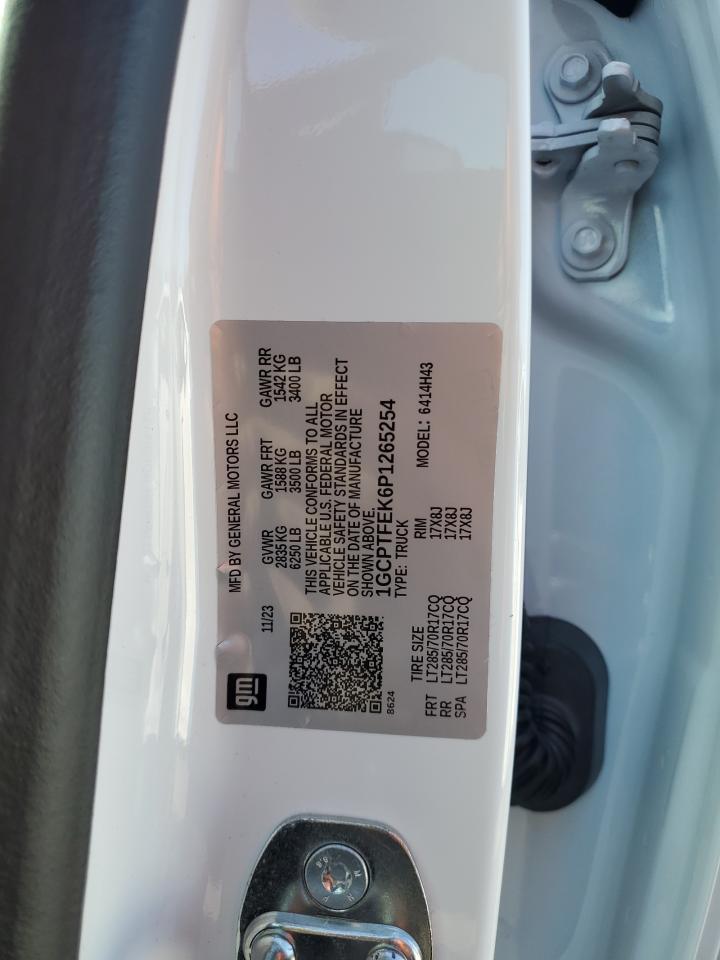 gm
MFD BY GENERAL MOTORS LLC
11/23
GVWR GAWR FRT GAWR RR
2835 KG 1588 KG 1542 KG
6250 LB 3500 LB 3400 LB
THIS VEHICLE CONFORMS TO ALL
APPLICABLE U.S. FEDERAL MOTOR
VEHICLE SAFETY STANDARDS IN EFFECT
ON THE DATE OF MANUFACTURE
SHOWN ABOVE.
1GCPTFEK6P1265254
8624
TYPE: TRUCK
MODEL: 6414H43
TIRE SIZE RIM
FRT LT285/70R17CQ 17X8J
RR LT285/70R17CQ 17X8J
SPA LT285/70R17CQ 17X8J